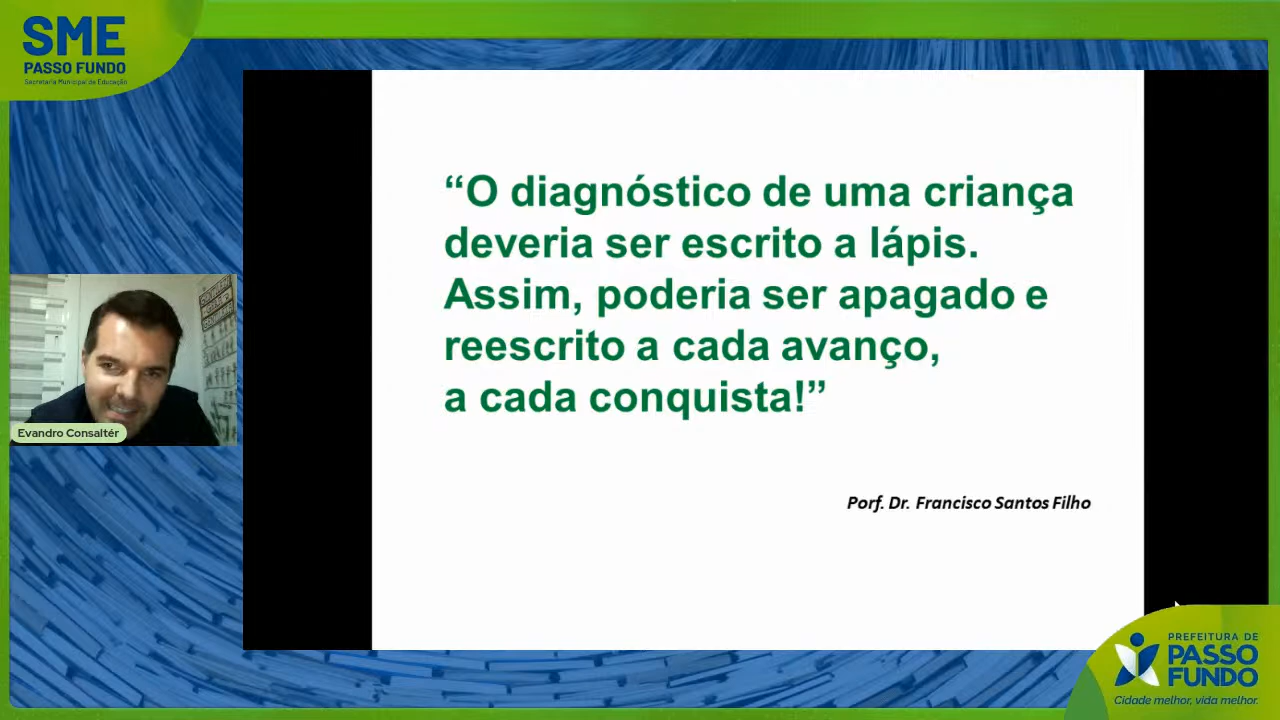 SME
PASSO FUNDO
Secretaria Municipal de Educação
“O diagnóstico de uma criança
deveria ser escrito a lápis.
Assim, poderia ser apagado e
reescrito a cada avanço,
a cada conquista!”
Porf. Dr. Francisco Santos Filho
Evandro Consaltér
PREFEITURA DE
PASSO
FUNDO
Cidade melhor, vida melhor.